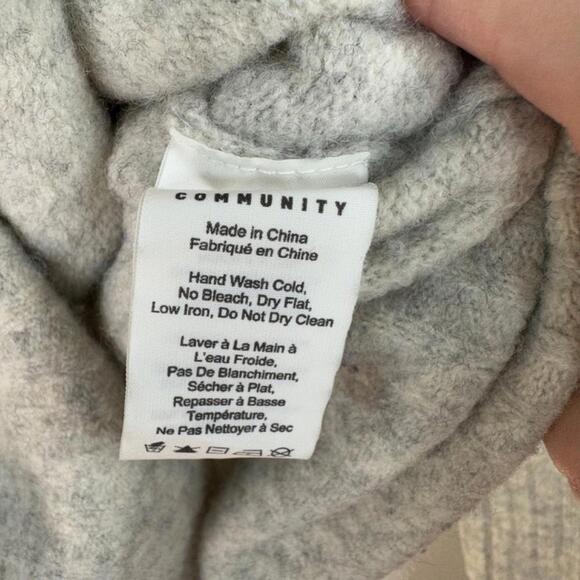 COMMUNITY
Made in China
Fabriqué en Chine
Hand Wash Cold,
No Bleach, Dry Flat,
Low Iron, Do Not Dry Clean
Laver à La Main à
L'eau Froide,
Pas De Blanchiment,
Sécher à Plat,
Repasser à Basse
Température,
Ne Pas Nettoyer à Sec